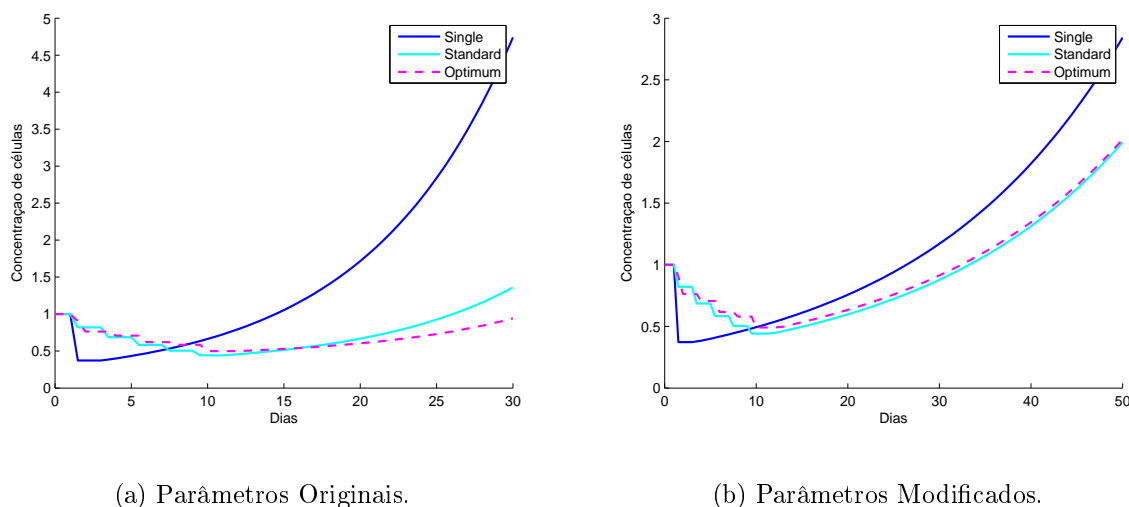 5
4.5
4
3.5
3
2.5
2
1.5
1
0.5
0
0 5 10 15 20 25 30
Concentraçao de células
Dias
Single
Standard
Optimum
(a) Parâmetros Originais.
3
2.5
2
1.5
1
0.5
0
0 10 20 30 40 50
Concentraçao de células
Dias
Single
Standard
Optimum
(b) Parâmetros Modificados.